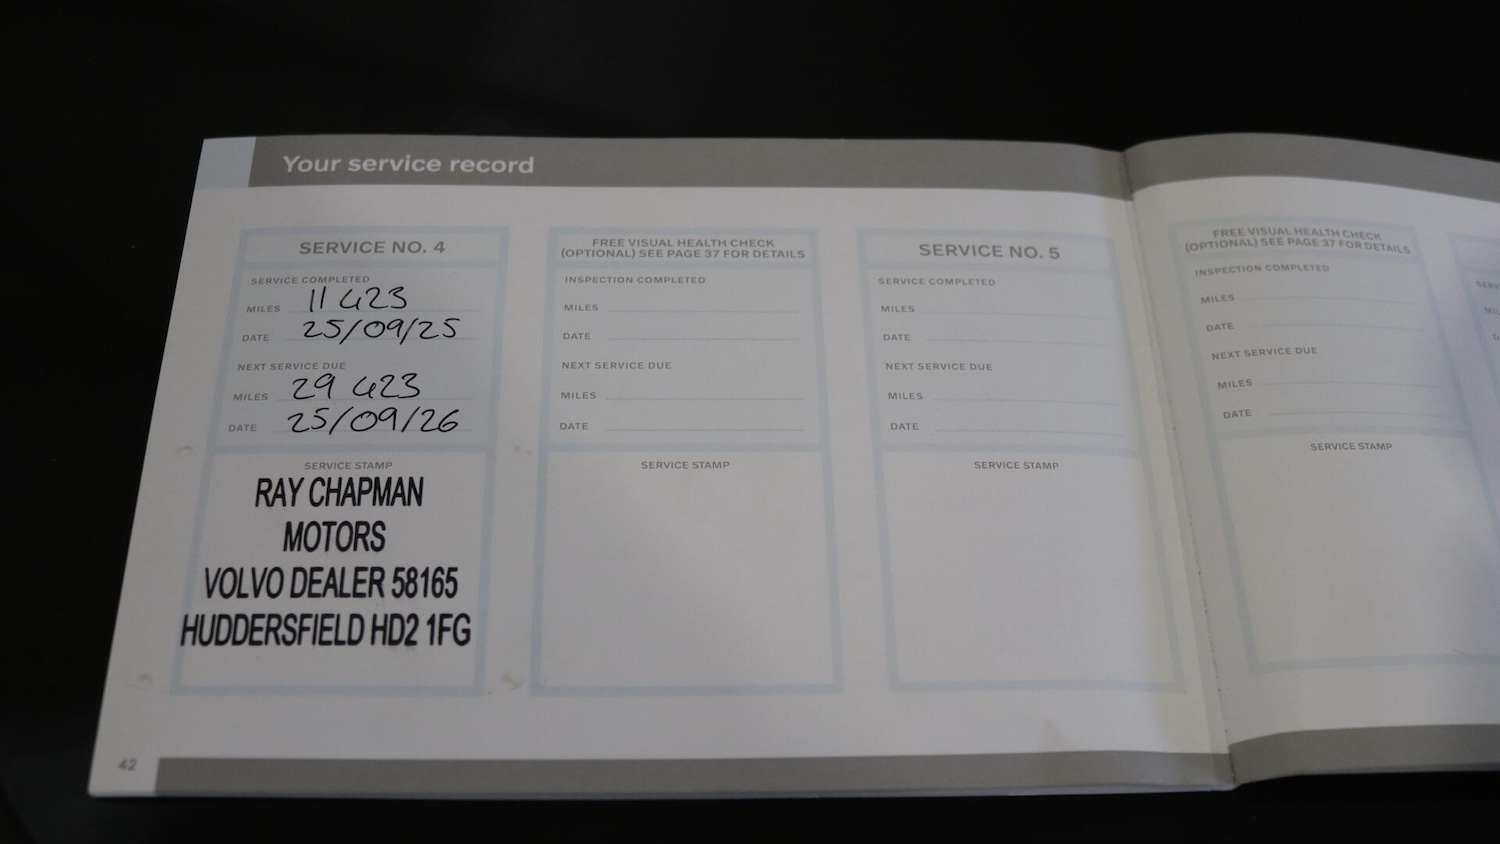 Your service record
SERVICE NO. 4
SERVICE COMPLETED
MILES 11 423
DATE 25/09/25
NEXT SERVICE DUE
MILES 29 423
DATE 25/09/26
SERVICE STAMP
RAY CHAPMAN
MOTORS
VOLVO DEALER 58165
HUDDERSFIELD HD2 1FG
FREE VISUAL HEALTH CHECK
(OPTIONAL) SEE PAGE 37 FOR DETAILS
INSPECTION COMPLETED
MILES
DATE
NEXT SERVICE DUE
MILES
DATE
SERVICE STAMP
SERVICE NO. 5
SERVICE COMPLETED
MILES
DATE
NEXT SERVICE DUE
MILES
DATE
SERVICE STAMP
42
FREE VISUAL HEALTH CHECK
(OPTIONAL) SEE PAGE 37 FOR DETAILS
INSPECTION COMPLETED
MILES
DATE
NEXT SERVICE DUE
MILES
DATE
SERVICE STAMP